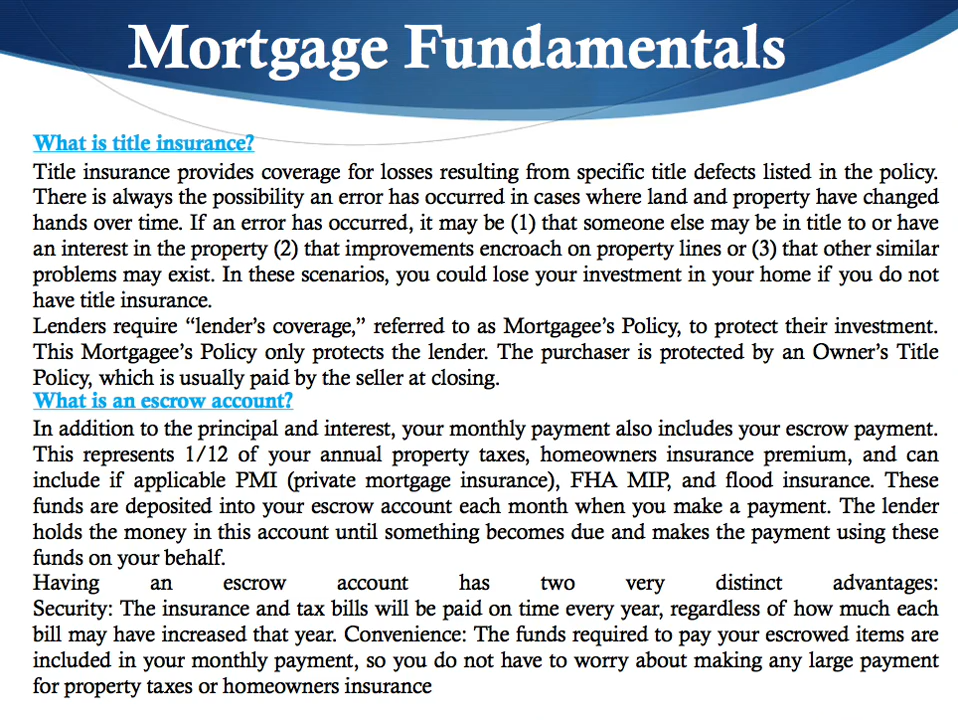 Mortgage Fundamentals
What is title insurance?
Title insurance provides coverage for losses resulting from specific title defects listed in the policy.
There is always the possibility an error has occurred in cases where land and property have changed
hands over time. If an error has occurred, it may be (1) that someone else may be in title to or have
an interest in the property (2) that improvements encroach on property lines or (3) that other similar
problems may exist. In these scenarios, you could lose your investment in your home if you do not
have title insurance.
Lenders require “lender’s coverage,” referred to as Mortgagee’s Policy, to protect their investment.
This Mortgagee’s Policy only protects the lender. The purchaser is protected by an Owner’s Title
Policy, which is usually paid by the seller at closing.
What is an escrow account?
In addition to the principal and interest, your monthly payment also includes your escrow payment.
This represents 1/12 of your annual property taxes, homeowners insurance premium, and can
include if applicable PMI (private mortgage insurance), FHA MIP, and flood insurance. These
funds are deposited into your escrow account each month when you make a payment. The lender
holds the money in this account until something becomes due and makes the payment using these
funds on your behalf.
Having an escrow account has two very distinct advantages:
Security: The insurance and tax bills will be paid on time every year, regardless of how much each
bill may have increased that year. Convenience: The funds required to pay your escrowed items are
included in your monthly payment, so you do not have to worry about making any large payment
for property taxes or homeowners insurance